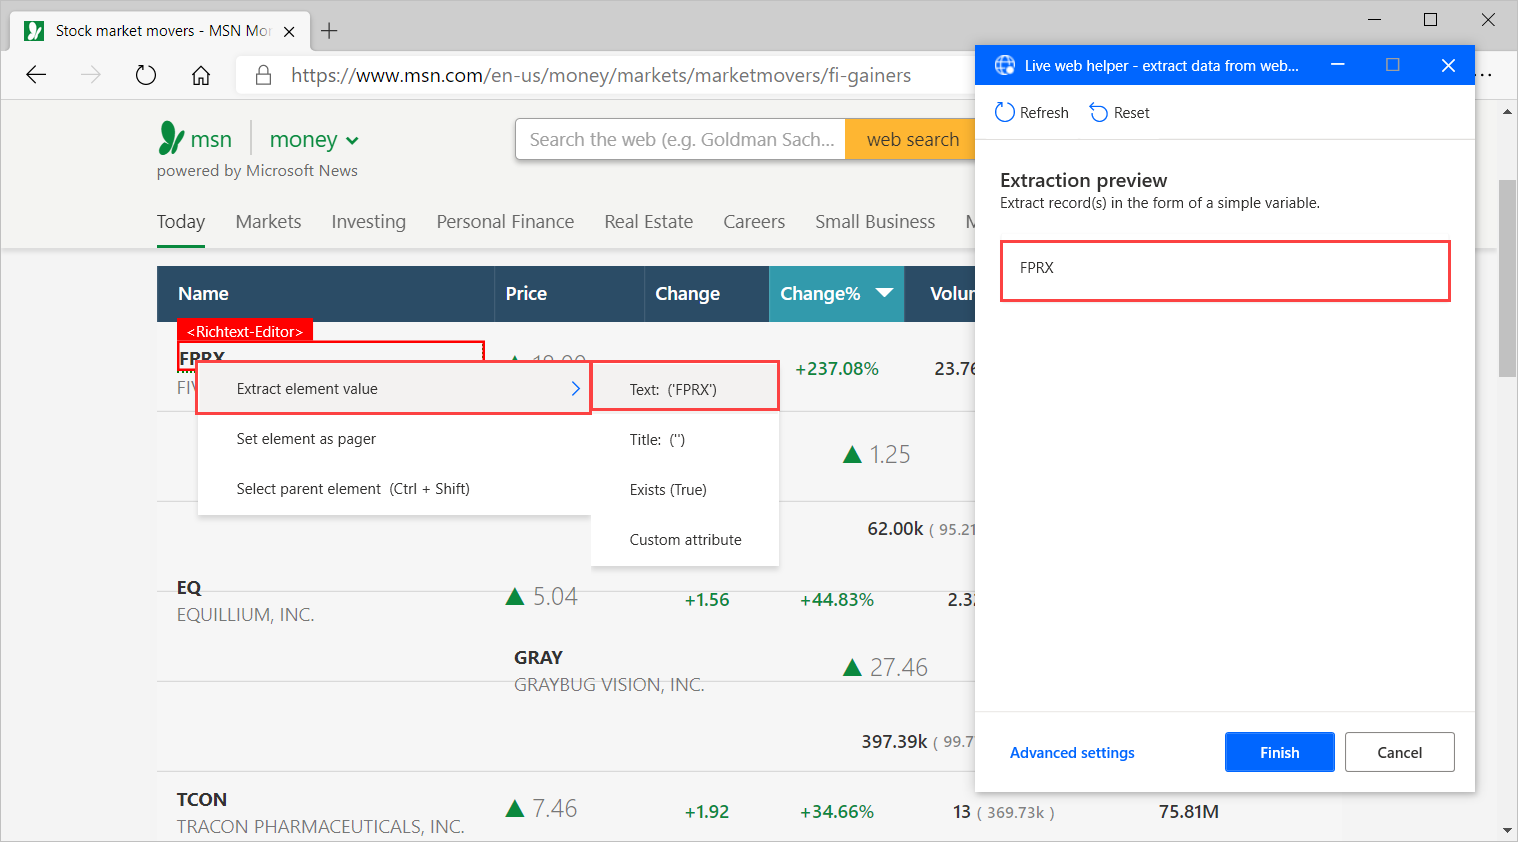 Stock market movers - MSN Mo
https://www.msn.com/en-us/money/markets/marketmovers/fi-gainers
Live web helper - extract data from web...
Refresh Reset
Extraction preview
Extract record(s) in the form of a simple variable.
FPRX
Advanced settings
Finish
Cancel
msn money
powered by Microsoft News
Search the web (e.g. Goldman Sach...
web search
Today Markets Investing Personal Finance Real Estate Careers Small Business M
Name Price Change Change% Volum
<Richtext-Editor>
FPRX
+237.08% 23.76
FIV
Extract element value
Set element as pager
Select parent element (Ctrl + Shift)
Text: ('FPRX')
Title: ('')
Exists (True)
Custom attribute
1.25
62.00k ( 95.21
EQ
EQUILLIUM, INC.
5.04 +1.56 +44.83% 2.32
GRAY
GRAYBUG VISION, INC.
27.46
397.39k ( 99.7
TCON
TRACON PHARMACEUTICALS, INC.
7.46 +1.92 +34.66% 13 ( 369.73k ) 75.81M